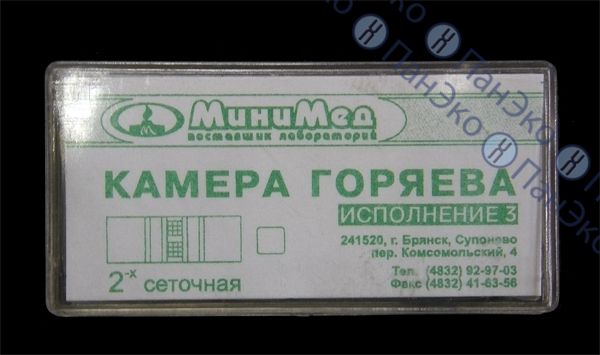 МиниМед
поставщик лабораторий
КАМЕРА ГОРЯЕВА
ИСПОЛНЕНИЕ 3
241520, г. Брянск, Супонево
пер. Комсомольский, 4
Тел. (4832) 92-97-03
Факс (4832) 41-63-56
2-х сеточная
ПанЭко
ПанЭко
ПанЭко